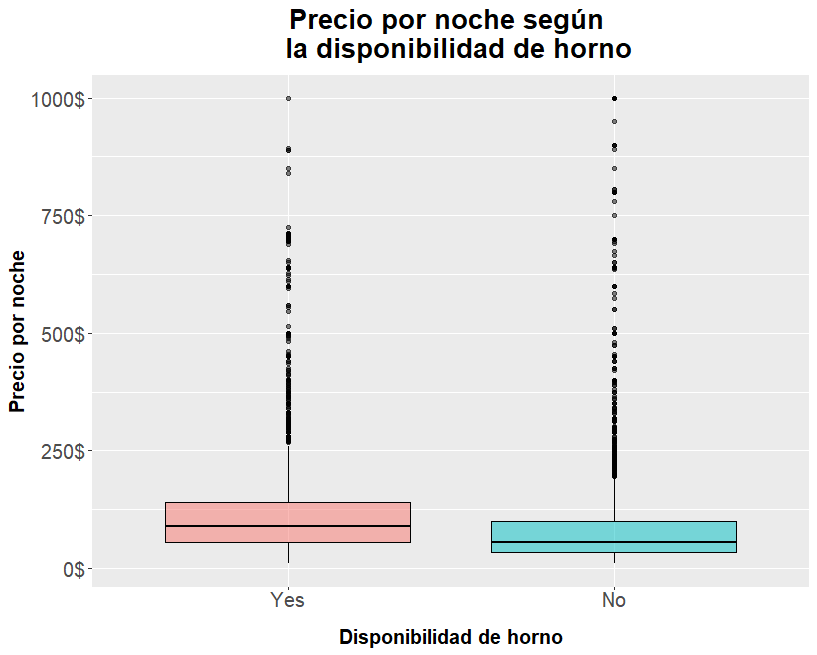 Precio por noche según
la disponibilidad de horno
1000$
750$
500$
250$
0$
Precio por noche
Yes
No
Disponibilidad de horno